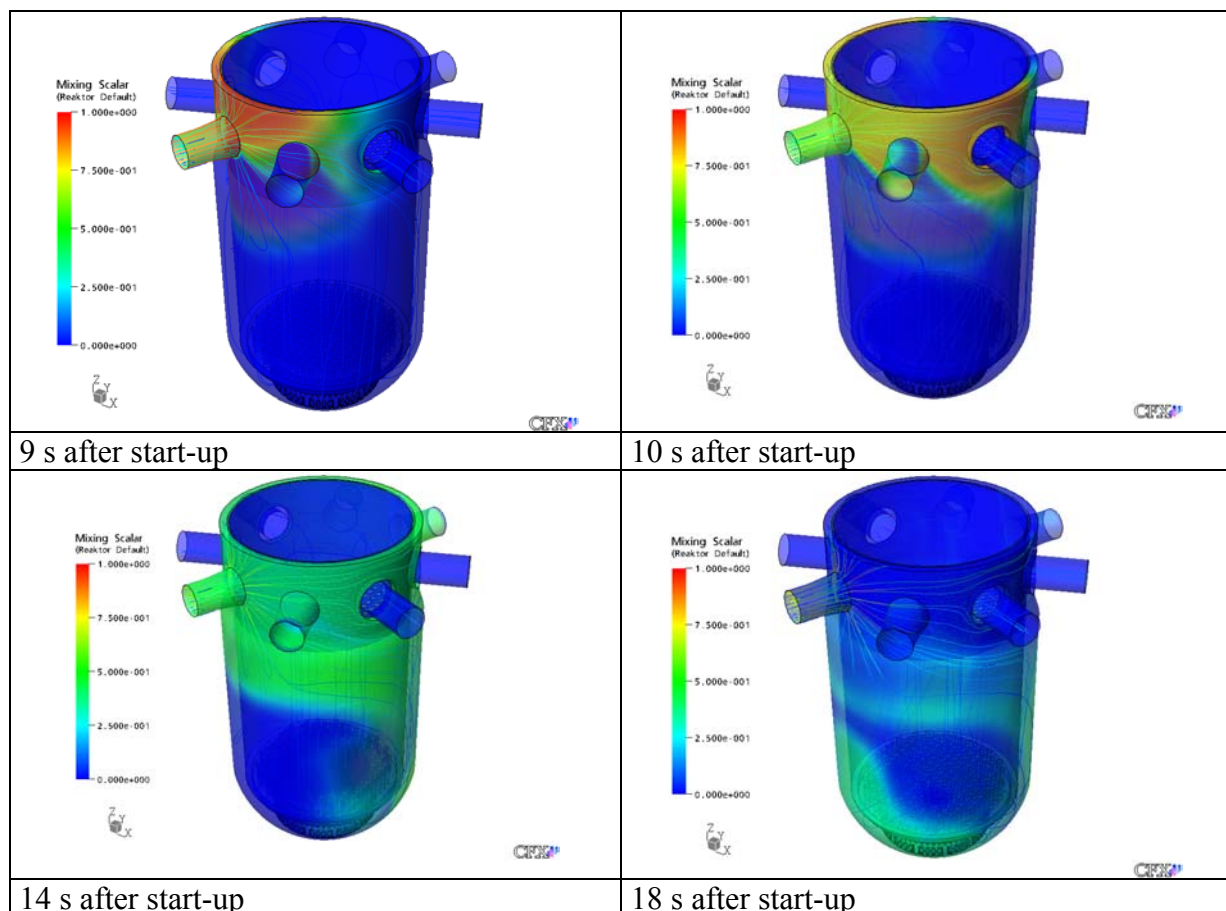 Mixing Scalar
(Reaktor Default)
1.000e+000
7.500e-001
5.000e-001
2.500e-001
0.000e+000
Z
Y
X
CFX
9 s after start-up
Mixing Scalar
(Reaktor Default)
1.000e+000
7.500e-001
5.000e-001
2.500e-001
0.000e+000
Z
Y
X
CFX
10 s after start-up
Mixing Scalar
(Reaktor Default)
1.000e+000
7.500e-001
5.000e-001
2.500e-001
0.000e+000
Z
Y
X
CFX
14 s after start-up
Mixing Scalar
(Reaktor Default)
1.000e+000
7.500e-001
5.000e-001
2.500e-001
0.000e+000
Z
Y
X
CFX
18 s after start-up